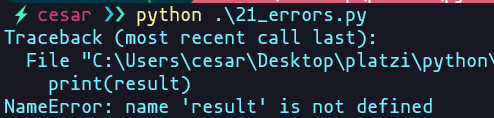 ⚡ cesar ❯❯ python .\21_errors.py
Traceback (most recent call last):
File "C:\Users\cesar\Desktop\platzi\python\
print(result)
NameError: name 'result' is not defined